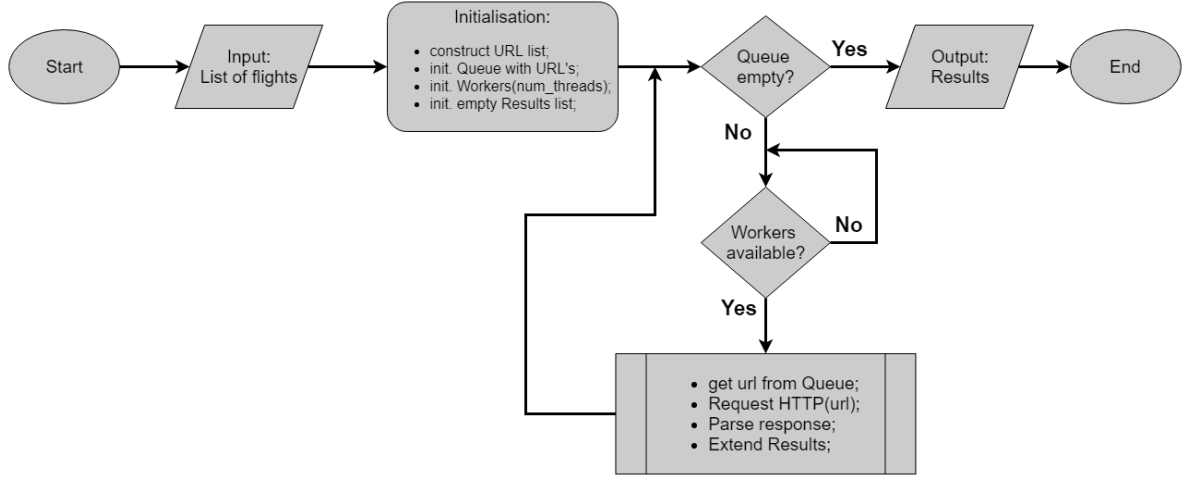 Start
Input:
List of flights
Initialisation:
• construct URL list;
• init. Queue with URL's;
• init. Workers(num_threads);
• init. empty Results list;
Queue
empty?
Yes
Output:
Results
End
No
Workers
available?
No
Yes
• get url from Queue;
• Request HTTP(url);
• Parse response;
• Extend Results;